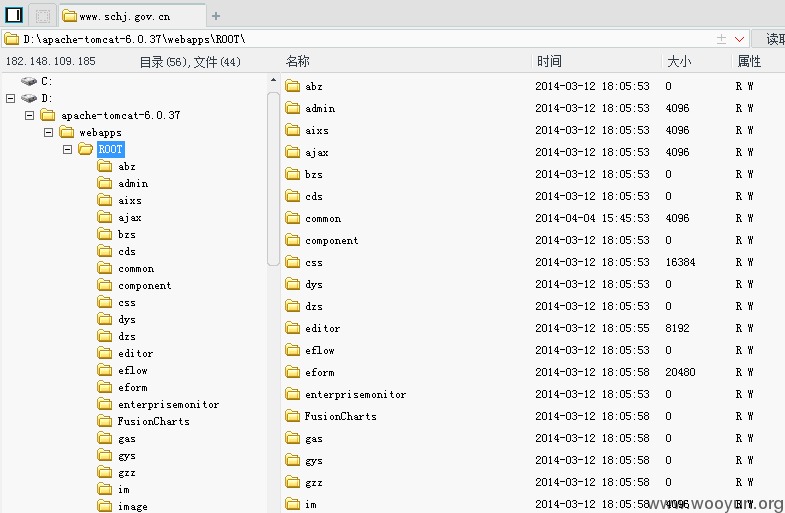 www.schj.gov.cn
D:\apache-tomcat-6.0.37\webapps\ROOT\ 读取
182.148.109.185 目录(56),文件(44) 名称 时间 大小 属性
C:
D:
apache-tomcat-6.0.37
webapps
ROOT
abz
admin
aixs
ajax
bzs
cds
common
component
css
dys
dzs
editor
eflow
eform
enterprisemonitor
FusionCharts
gas
gys
gzz
im
image
abz 2014-03-12 18:05:53 0 R W
admin 2014-03-12 18:05:53 4096 R W
aixs 2014-03-12 18:05:53 4096 R W
ajax 2014-03-12 18:05:53 4096 R W
bzs 2014-03-12 18:05:53 0 R W
cds 2014-03-12 18:05:53 0 R W
common 2014-04-04 15:45:53 4096 R W
component 2014-03-12 18:05:53 0 R W
css 2014-03-12 18:05:53 16384 R W
dys 2014-03-12 18:05:53 0 R W
dzs 2014-03-12 18:05:53 0 R W
editor 2014-03-12 18:05:55 8192 R W
eflow 2014-03-12 18:05:53 0 R W
eform 2014-03-12 18:05:58 20480 R W
enterprisemonitor 2014-03-12 18:05:53 0 R W
FusionCharts 2014-03-12 18:05:58 0 R W
gas 2014-03-12 18:05:58 0 R W
gys 2014-03-12 18:05:58 0 R W
gzz 2014-03-12 18:05:58 0 R W
im 2014-03-12 18:05:58 4096 R W
www.wooyun.org